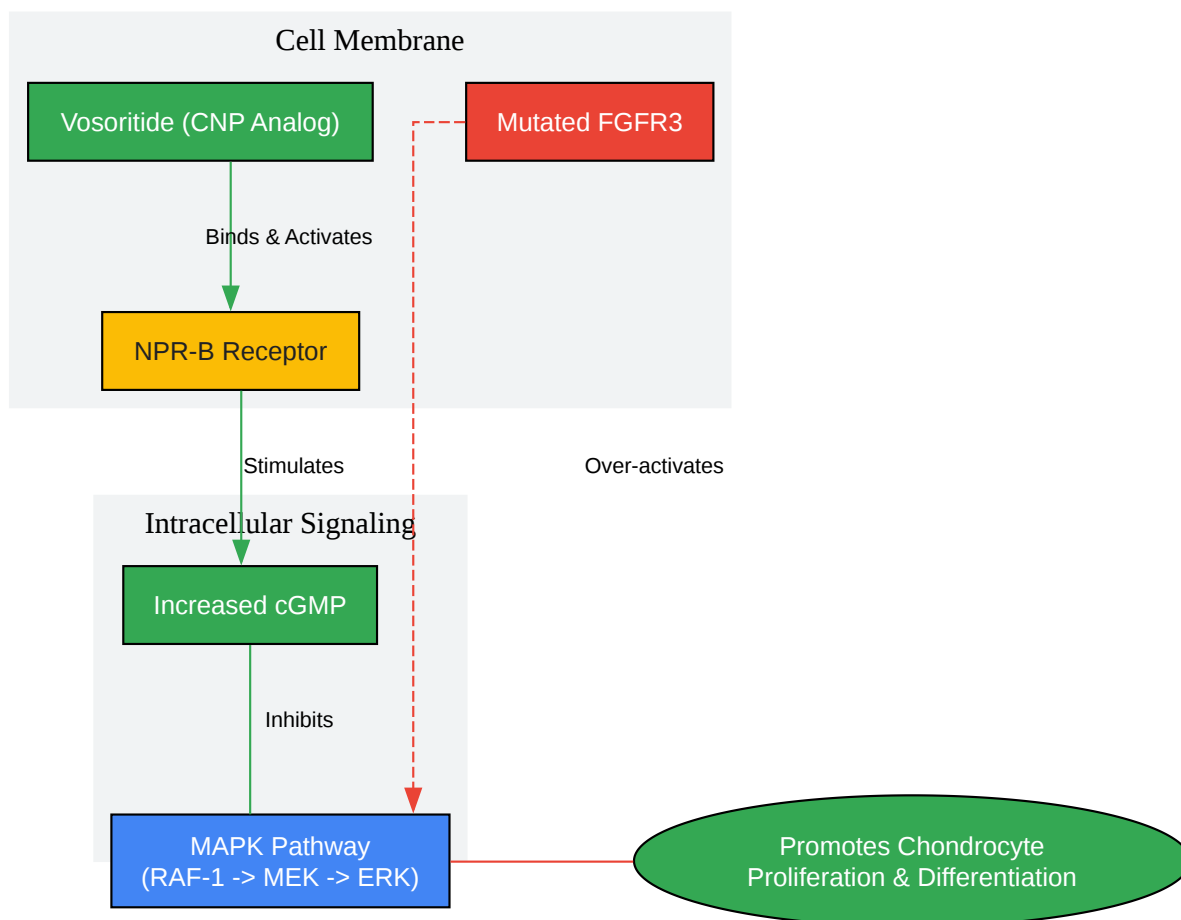 Cell Membrane
Vosoritide (CNP Analog)
Mutated FGFR3
Binds & Activates
NPR-B Receptor
Stimulates
Over-activates
Intracellular Signaling
Increased cGMP
Inhibits
MAPK Pathway
(RAF-1 -> MEK -> ERK)
Promotes Chondrocyte
Proliferation & Differentiation